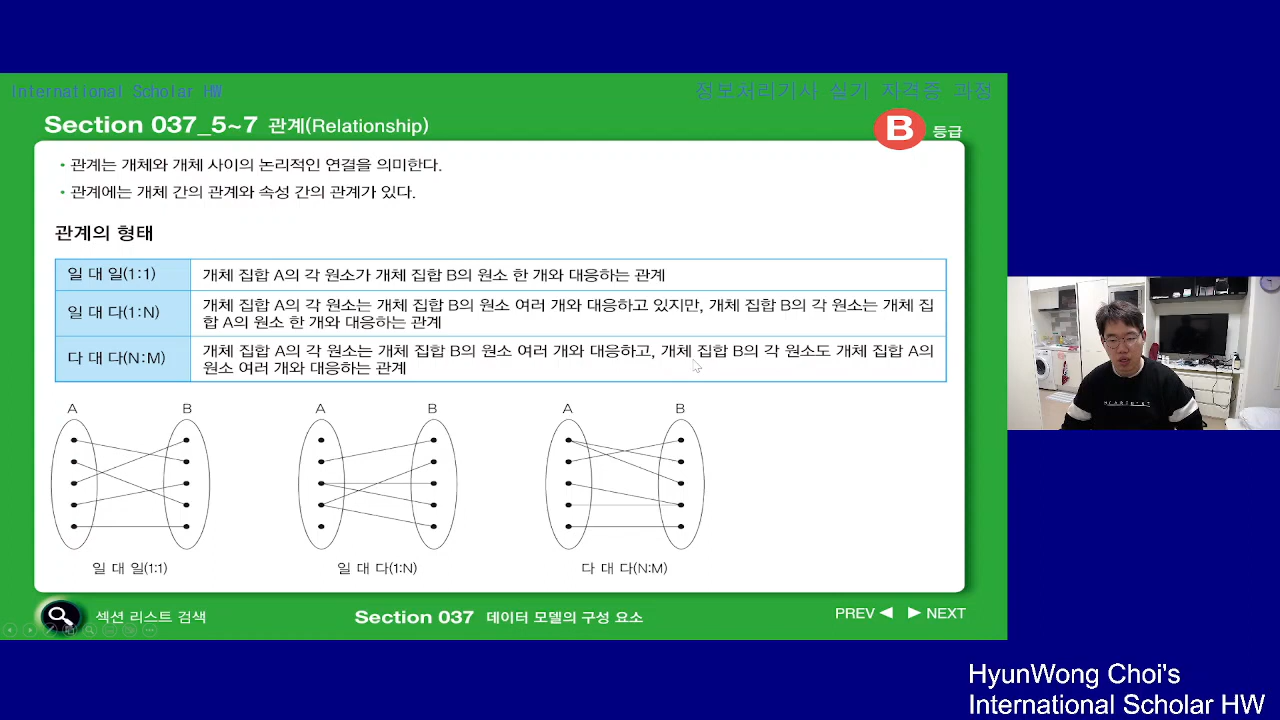 International Scholar HW
정보처리기사 실기 자격증 과정
Section 037_5~7 관계(Relationship)
B 등급
• 관계는 개체와 개체 사이의 논리적인 연결을 의미한다.
• 관계에는 개체 간의 관계와 속성 간의 관계가 있다.
관계의 형태
일 대 일(1:1) 개체 집합 A의 각 원소가 개체 집합 B의 원소 한 개와 대응하는 관계
일 대 다(1:N) 개체 집합 A의 각 원소는 개체 집합 B의 원소 여러 개와 대응하고 있지만, 개체 집합 B의 각 원소는 개체 집
합 A의 원소 한 개와 대응하는 관계
다 대 다(N:M) 개체 집합 A의 각 원소는 개체 집합 B의 원소 여러 개와 대응하고, 개체 집합 B의 각 원소도 개체 집합 A의
원소 여러 개와 대응하는 관계
A B A B A B
일 대 일(1:1) 일 대 다(1:N) 다 대 다(N:M)
섹션 리스트 검색
Section 037 데이터 모델의 구성 요소
PREV ◀ ▶ NEXT
HyunWong Choi's
International Scholar HW